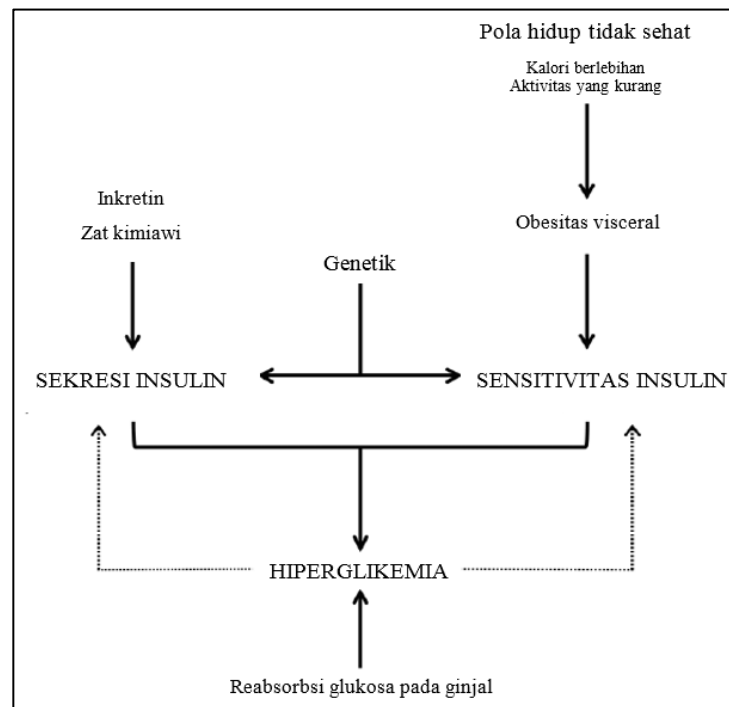 Pola hidup tidak sehat
Kalori berlebihan
Aktivitas yang kurang
Inkretin
Zat kimiawi
Obesitas visceral
Genetik
SEKRESI INSULIN
SENSITIVITAS INSULIN
HIPERGLIKEMIA
Reabsorbsi glukosa pada ginjal